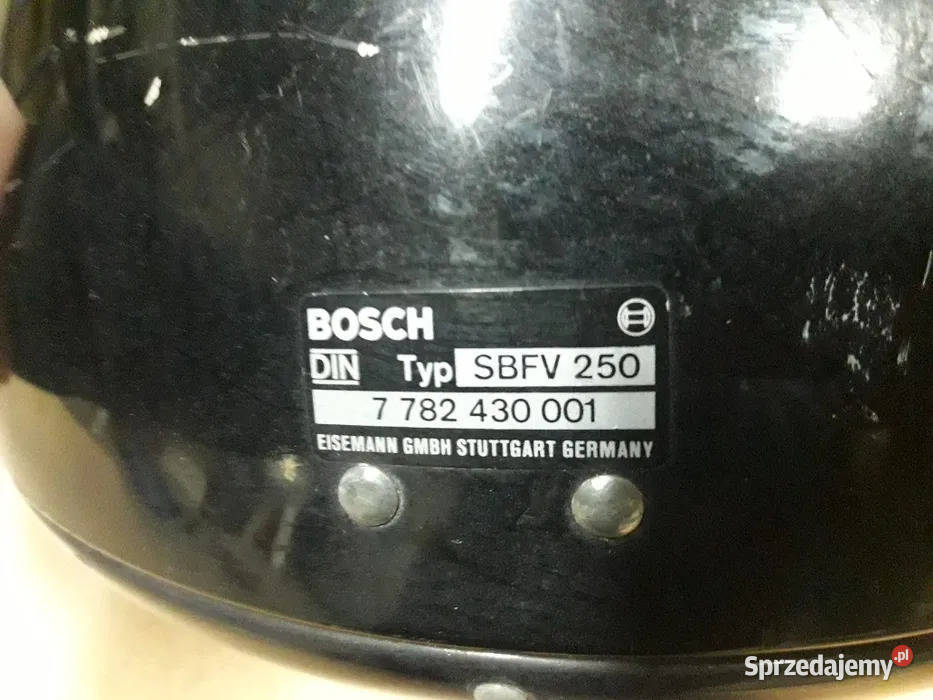 BOSCH
DIN Typ SBFV 250
7 782 430 001
EISEMANN GMBH STUTTGART GERMANY
Sprzedajemy.pl